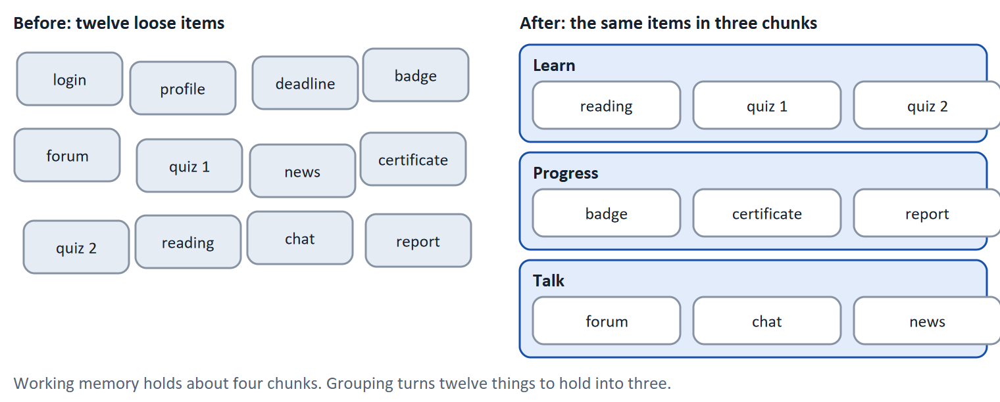 Before: twelve loose items
login
profile
deadline
badge
forum
quiz 1
news
certificate
quiz 2
reading
chat
report
After: the same items in three chunks
Learn
reading
quiz 1
quiz 2
Progress
badge
certificate
report
Talk
forum
chat
news
Working memory holds about four chunks. Grouping turns twelve things to hold into three.